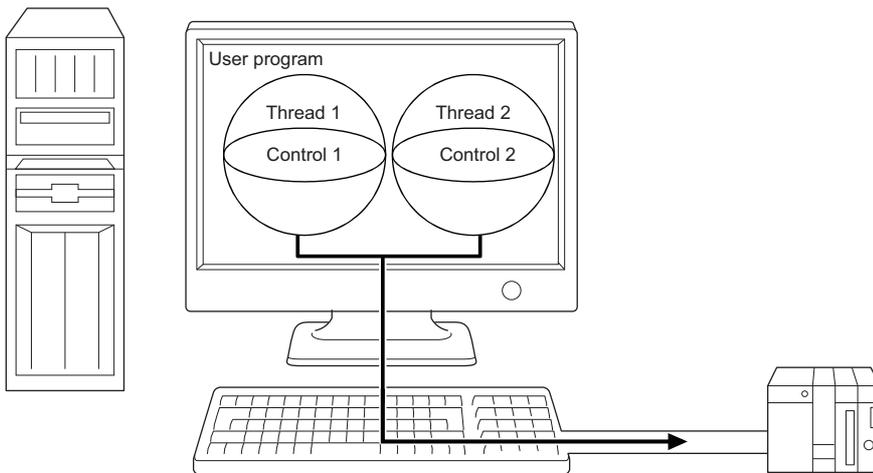 User program
Thread 1
Thread 2
Control 1
Control 2